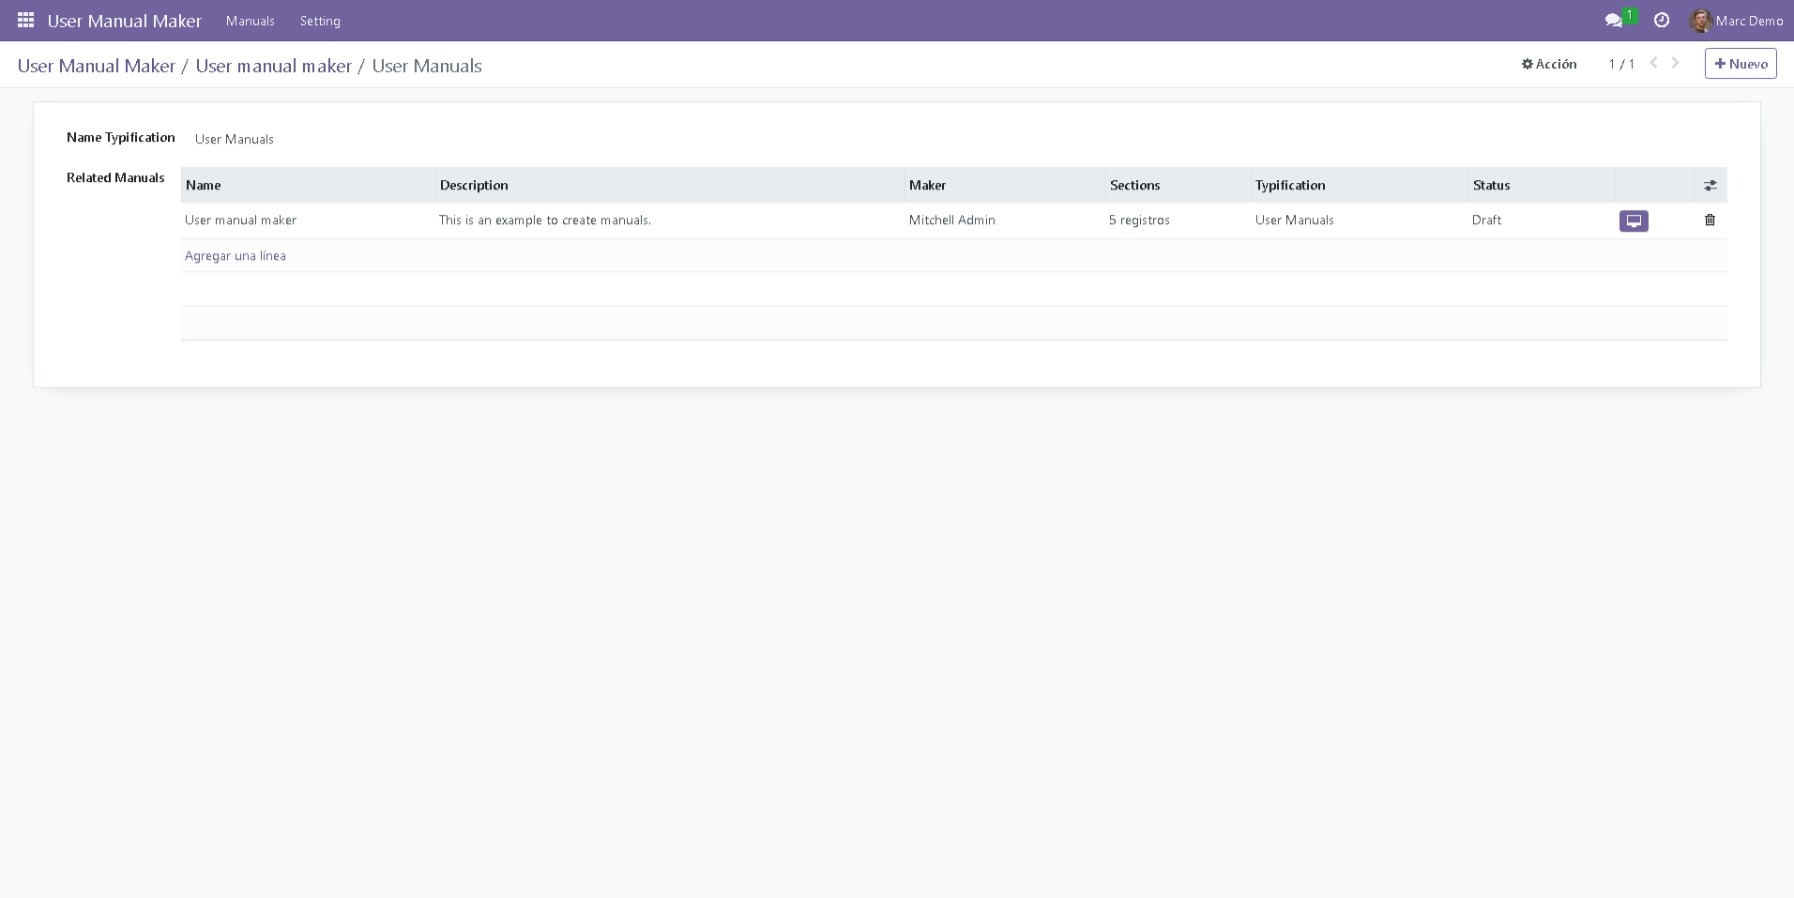 User Manual Maker Manuals Setting 1 Marc Demo
User Manual Maker / User manual maker / User Manuals Acción 1 / 1 Nuevo
Name Typification User Manuals
Related Manuals Name Description Maker Sections Typification Status
User manual maker This is an example to create manuals. Mitchell Admin 5 registros User Manuals Draft
Agregar una línea